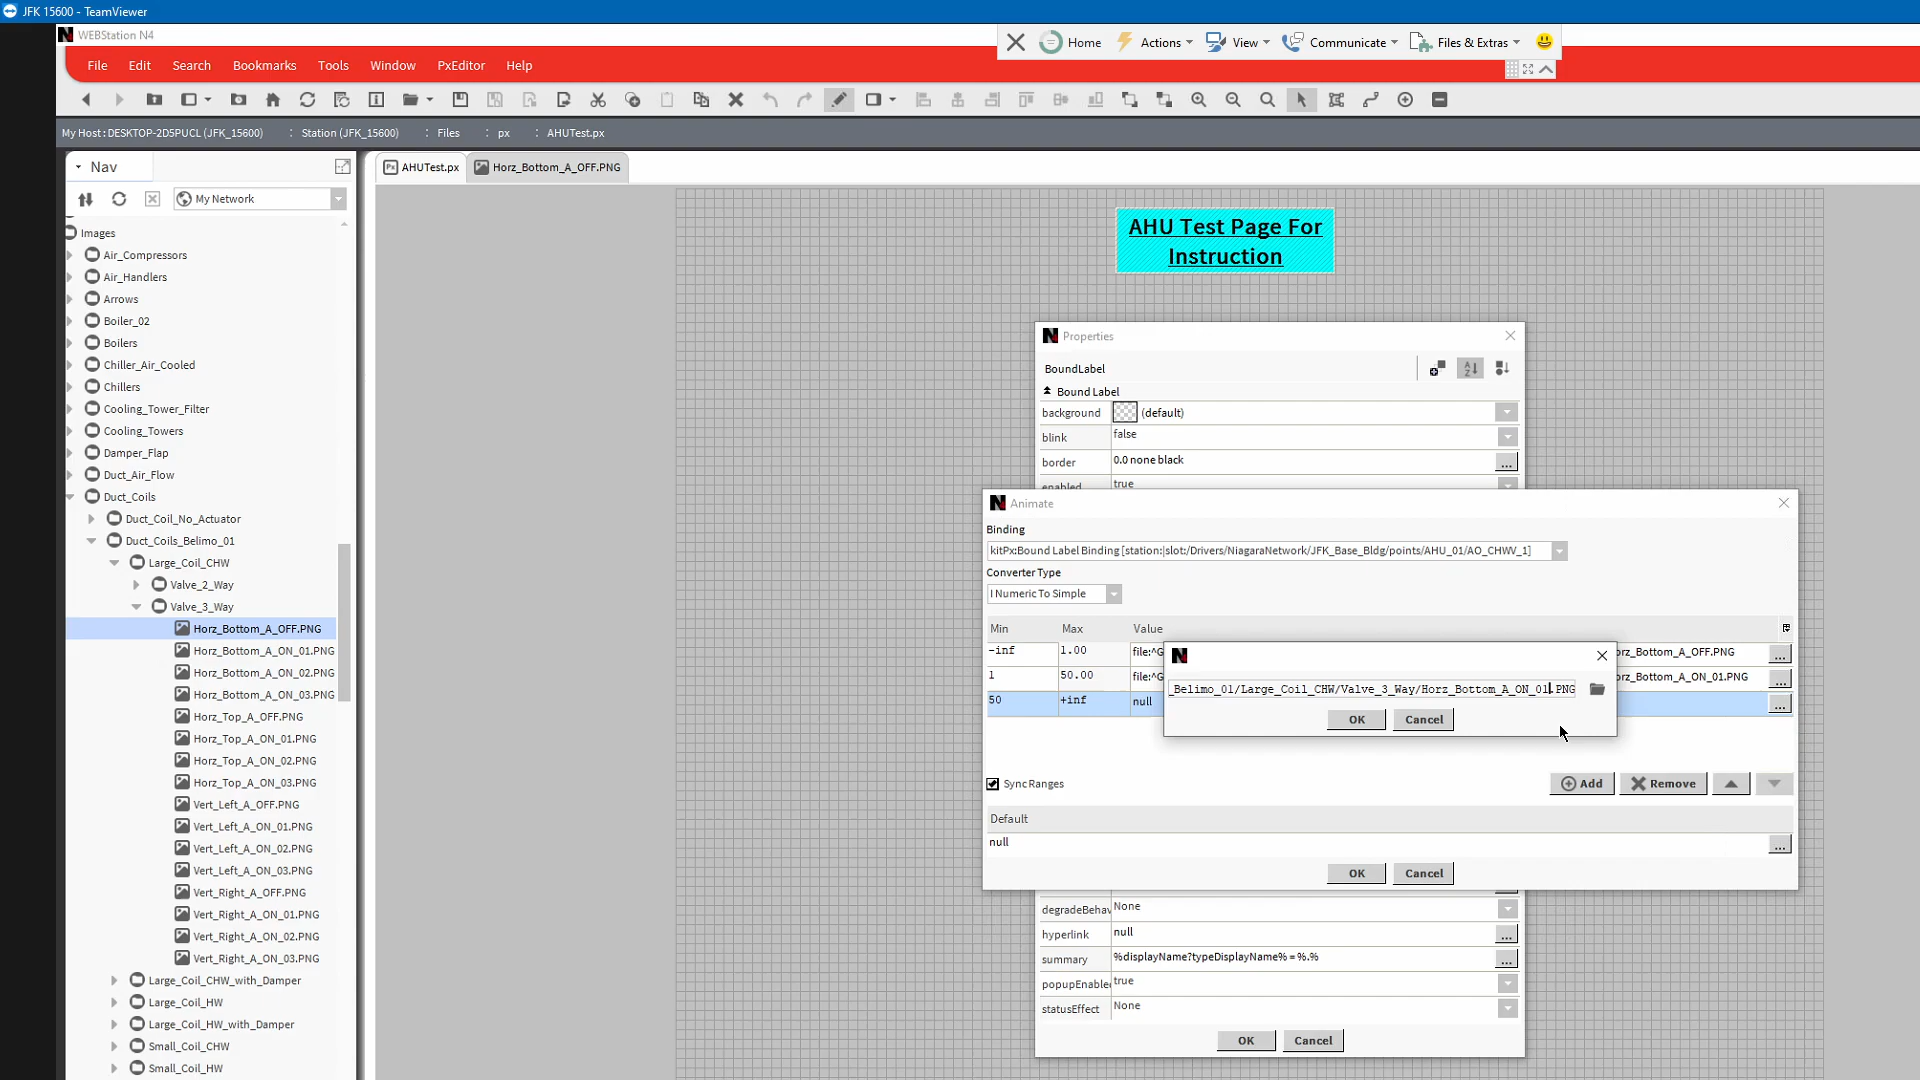 JFK 15600 - TeamViewer
WEBStation N4
Home Actions View Communicate Files & Extras
File Edit Search Bookmarks Tools Window PxEditor Help
My Host : DESKTOP-2D5PUCL (JFK_15600) : Station (JFK_15600) : Files : px : AHUTest.px
Nav
My Network
Images
Air_Compressors
Air_Handlers
Arrows
Boiler_02
Boilers
Chiller_Air_Cooled
Chillers
Cooling_Tower_Filter
Cooling_Towers
Damper_Flap
Duct_Air_Flow
Duct_Coils
Duct_Coil_No_Actuator
Duct_Coils_Belimo_01
Large_Coil_CHW
Valve_2_Way
Valve_3_Way
Horz_Bottom_A_OFF.PNG
Horz_Bottom_A_ON_01.PNG
Horz_Bottom_A_ON_02.PNG
Horz_Bottom_A_ON_03.PNG
Horz_Top_A_OFF.PNG
Horz_Top_A_ON_01.PNG
Horz_Top_A_ON_02.PNG
Horz_Top_A_ON_03.PNG
Vert_Left_A_OFF.PNG
Vert_Left_A_ON_01.PNG
Vert_Left_A_ON_02.PNG
Vert_Left_A_ON_03.PNG
Vert_Right_A_OFF.PNG
Vert_Right_A_ON_01.PNG
Vert_Right_A_ON_02.PNG
Vert_Right_A_ON_03.PNG
Large_Coil_CHW_with_Damper
Large_Coil_HW
Large_Coil_HW_with_Damper
Small_Coil_CHW
Small_Coil_HW
AHUTest.px Horz_Bottom_A_OFF.PNG
AHU Test Page For
Instruction
Properties
BoundLabel
Bound Label
background (default)
blink false
border 0.0 none black
enabled true
Animate
Binding
kitPx:Bound Label Binding [station:|slot:/Drivers/NiagaraNetwork/JFK_Base_Bldg/points/AHU_01/AO_CHWV_1]
Converter Type
I Numeric To Simple
Min Max Value
-inf 1.00 file:^G orz_Bottom_A_OFF.PNG
1 50.00 file:^G orz_Bottom_A_ON_01.PNG
50 +inf null
_Belimo_01/Large_Coil_CHW/Valve_3_Way/Horz_Bottom_A_ON_01.PNG
OK Cancel
Sync Ranges Add Remove
Default
null
OK Cancel
degradeBehav None
hyperlink null
summary %displayName?typeDisplayName% = %.%
popupEnable true
statusEffect None
OK Cancel